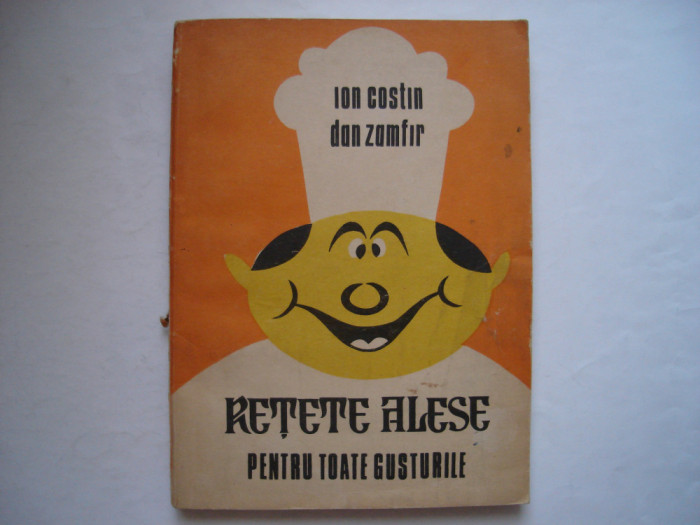 ion costin
dan zamfir
REȚETE ALESE
PENTRU TOATE GUSTURILE